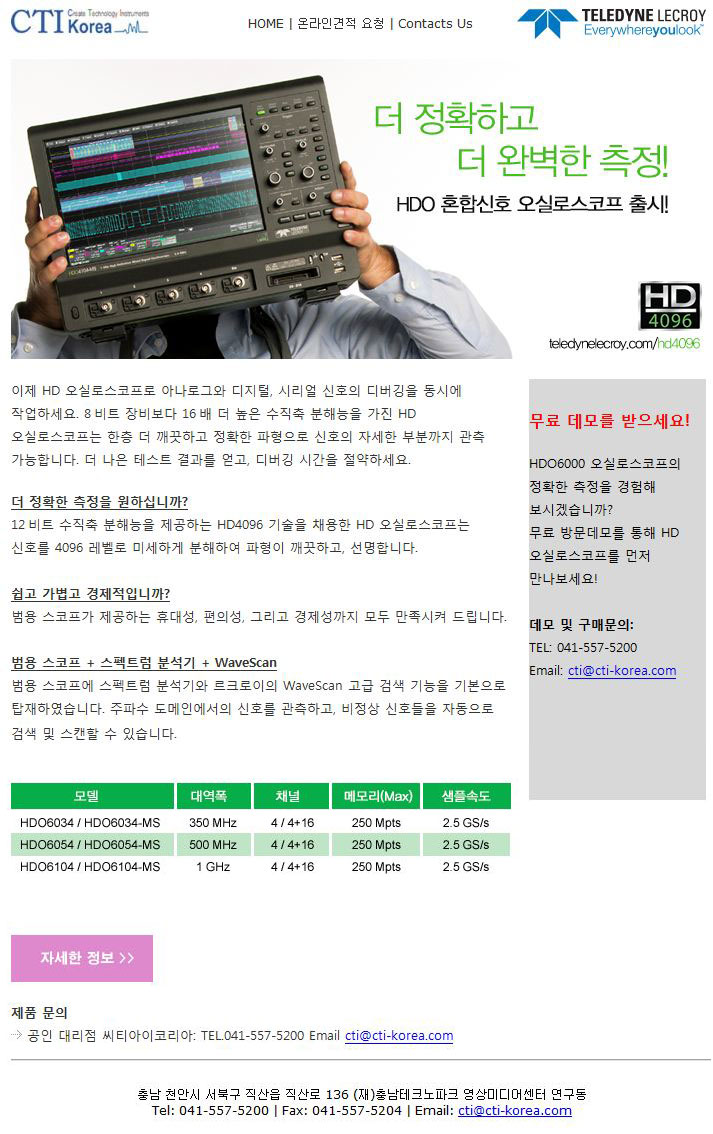 CTI Create Technology Instruments
Korea
HOME | 온라인견적 요청 | Contacts Us
TELEDYNE LECROY
Everywhereyoulook™
더 정확하고
더 완벽한 측정!
HDO 혼합신호 오실로스코프 출시!
TELEDYNE LECROY
HD
4096
teledynelecroy.com/hd4096
이제 HD 오실로스코프로 아나로그와 디지털, 시리얼 신호의 디버깅을 동시에
작업하세요. 8 비트 장비보다 16 배 더 높은 수직축 분해능을 가진 HD
오실로스코프는 한층 더 깨끗하고 정확한 파형으로 신호의 자세한 부분까지 관측
가능합니다. 더 나은 테스트 결과를 얻고, 디버깅 시간을 절약하세요.
더 정확한 측정을 원하십니까?
12 비트 수직축 분해능을 제공하는 HD4096 기술을 채용한 HD 오실로스코프는
신호를 4096 레벨로 미세하게 분해하여 파형이 깨끗하고, 선명합니다.
쉽고 가볍고 경제적입니까?
범용 스코프가 제공하는 휴대성, 편의성, 그리고 경제성까지 모두 만족시켜 드립니다.
범용 스코프 + 스펙트럼 분석기 + WaveScan
범용 스코프에 스펙트럼 분석기와 르크로이의 WaveScan 고급 검색 기능을 기본으로
탑재하였습니다. 주파수 도메인에서의 신호를 관측하고, 비정상 신호들을 자동으로
검색 및 스캔할 수 있습니다.
무료 데모를 받으세요!
HDO6000 오실로스코프의
정확한 측정을 경험해
보시겠습니까?
무료 방문데모를 통해 HD
오실로스코프를 먼저
만나보세요!
데모 및 구매문의:
TEL: 041-557-5200
Email: cti@cti-korea.com
모델 대역폭 채널 메모리(Max) 샘플속도
HDO6034 / HDO6034-MS 350 MHz 4 / 4+16 250 Mpts 2.5 GS/s
HDO6054 / HDO6054-MS 500 MHz 4 / 4+16 250 Mpts 2.5 GS/s
HDO6104 / HDO6104-MS 1 GHz 4 / 4+16 250 Mpts 2.5 GS/s
자세한 정보 >>
제품 문의
공인 대리점 씨티아이코리아: TEL.041-557-5200 Email cti@cti-korea.com
충남 천안시 서북구 직산읍 직산로 136 (재)충남테크노파크 영상미디어센터 연구동
Tel: 041-557-5200 | Fax: 041-557-5204 | Email: cti@cti-korea.com